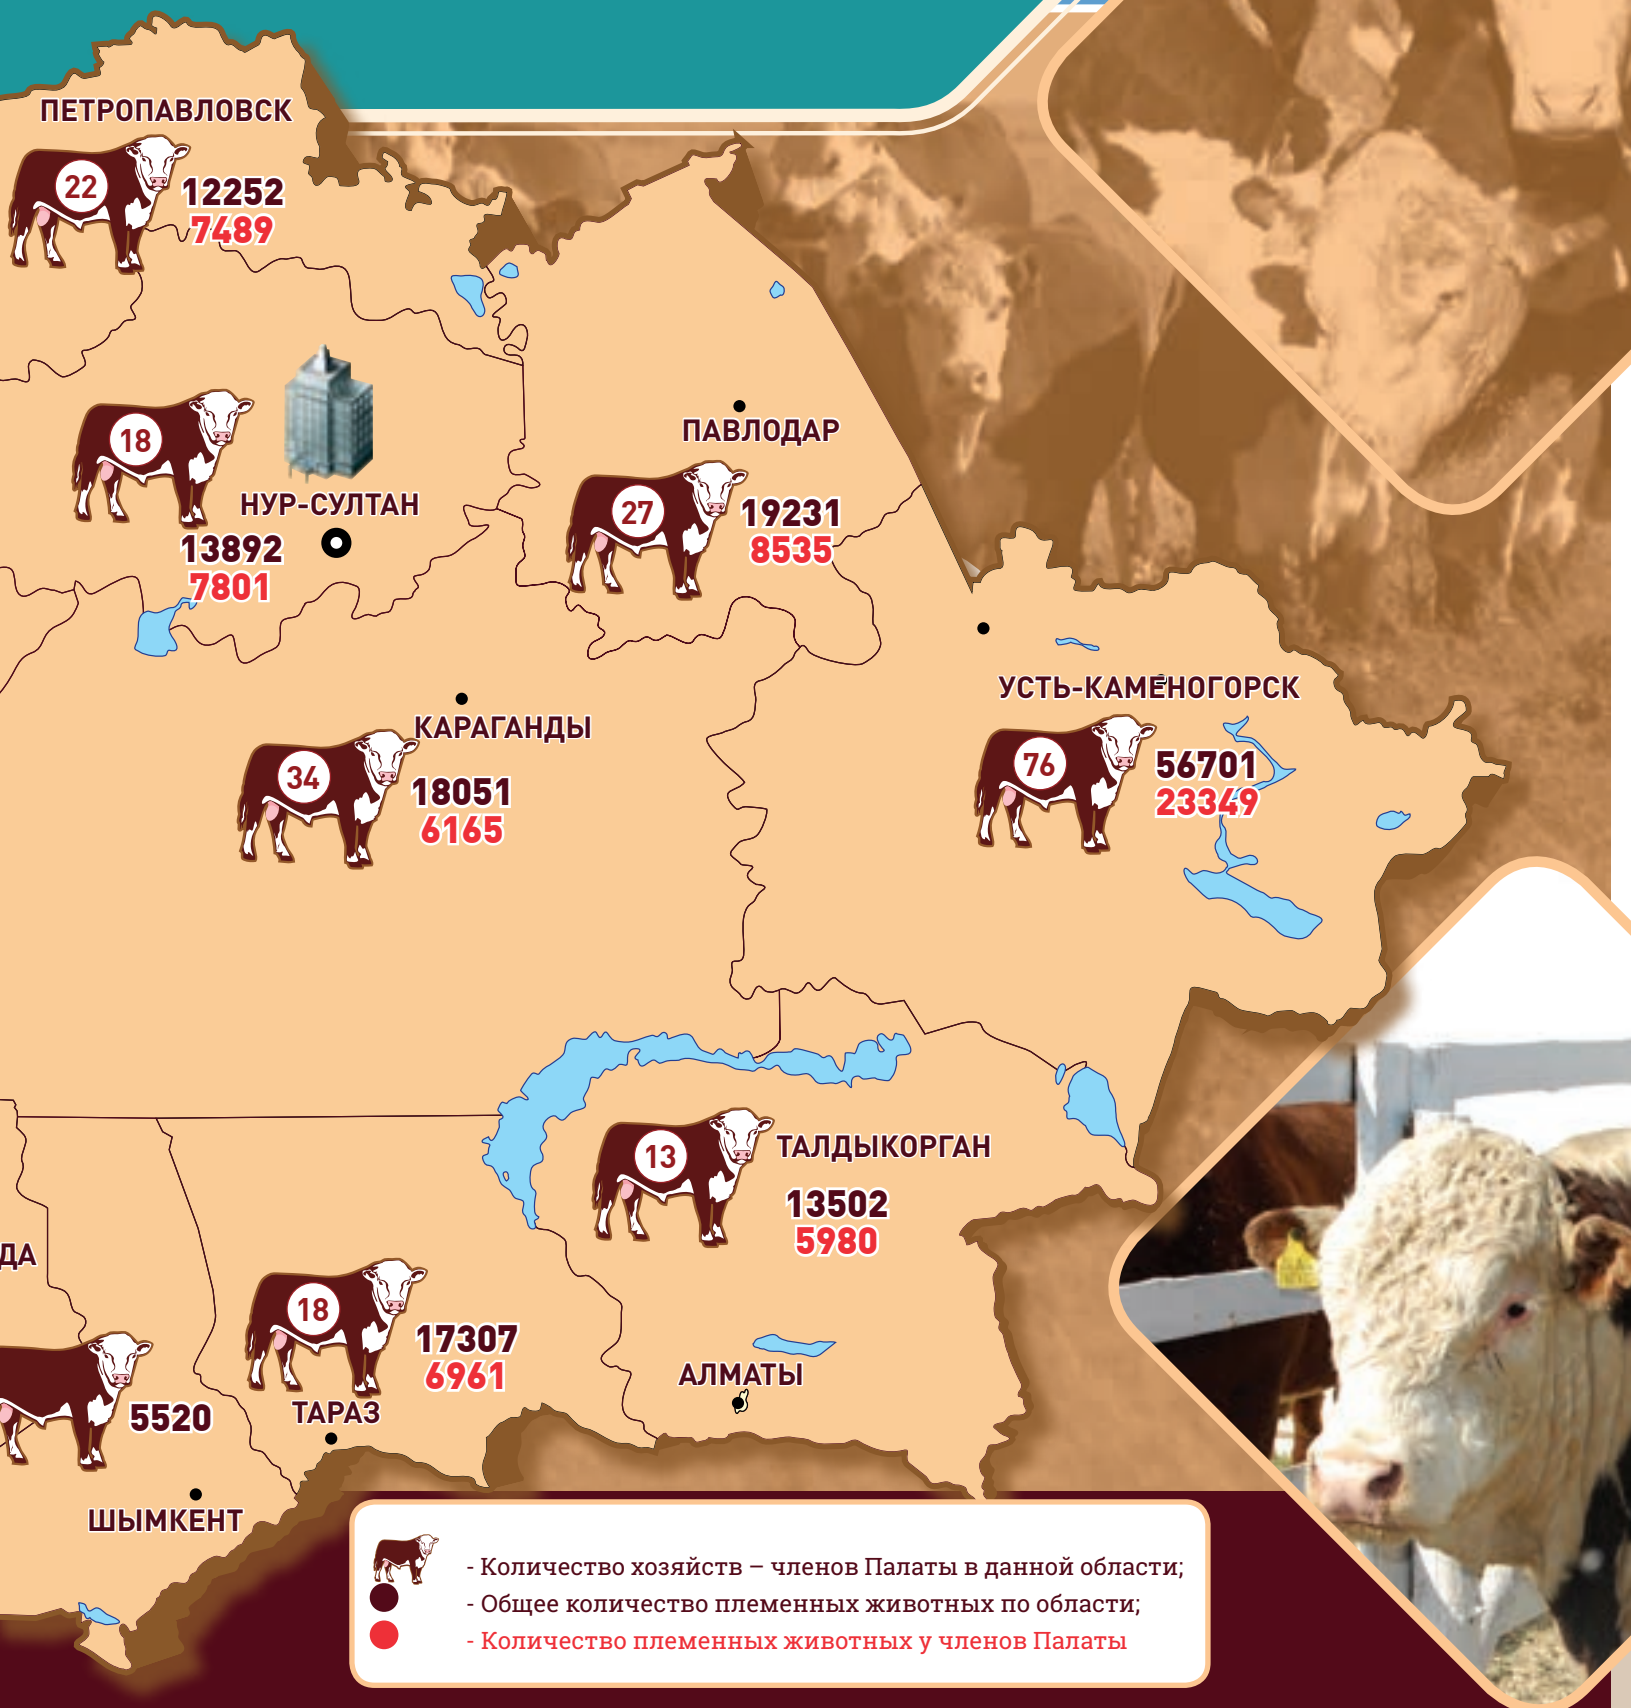 ПЕТРОПАВЛОВСК
22
12252
7489
18
НУР-СУЛТАН
13892
7801
ПАВЛОДАР
27
19231
8535
КАРАГАНДЫ
34
18051
6165
УСТЬ-КАМЕНОГОРСК
76
56701
23349
13
ТАЛДЫКОРГАН
13502
5980
ДА
18
17307
6961
ТАРАЗ
АЛМАТЫ
5520
ШЫМКЕНТ
- Количество хозяйств – членов Палаты в данной области;
- Общее количество племенных животных по области;
- Количество племенных животных у членов Палаты